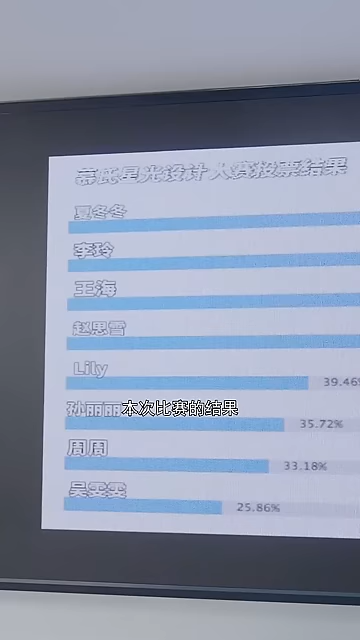 慕氏星光设计大赛投票结果
夏冬冬
李玲
王海
赵思雪
Lily
39.46%
孙丽丽
本次比赛的结果
35.72%
周周
33.18%
吴雯雯
25.86%